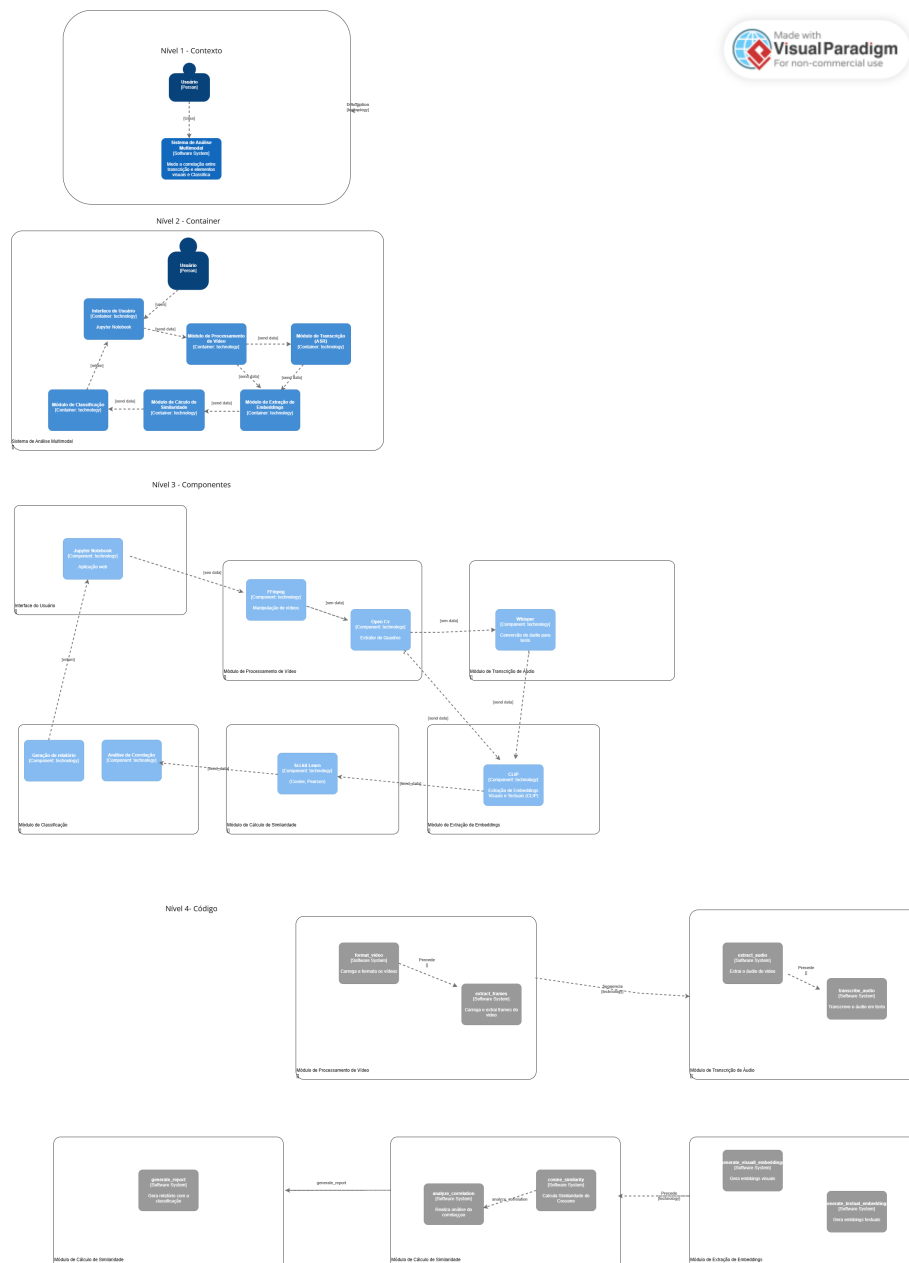 Made with
Visual Paradigm
For non-commercial use
Nível 1 - Contexto
Usuário
[Person]
Sistema de Análise
Multimodal
[Software System]
Mede a correlação entre
transcrição e elementos
visuais e Classifica
[technology]
Nível 2 - Container
Usuário
[Person]
Interface de Usuário
[Container: technology]
Jupyter Notebook
[send data]
Módulo de Processamento
de Vídeo
[Container: technology]
[send data]
Módulo de Transcrição
(ASR)
[Container: technology]
[send data]
[send data]
[return]
Módulo de Classificação
[Container: technology]
[send data]
Módulo de Cálculo de
Similaridade
[Container: technology]
[send data]
Módulo de Extração de
Embeddings
[Container: technology]
Sistema de Análise Multimodal
[]
Nível 3 - Componentes
Jupyter Notebook
[Component: technology]
Aplicação web
Interface do Usuário
[]
[sen data]
FFmpeg
[Component: technology]
Manipulação de vídeos
[sen data]
Open Cv
[Component: technology]
Extrator de Quadros
Módulo de Processamento de Vídeo
[]
[sen data]
Whisper
[Component: technology]
Conversão de áudio para
texto
Módulo de Transcrição de Áudio
[]
[return]
[send data]
[send data]
Geração de relatório
[Component: technology]
Análise de Correlação
[Component: technology]
Módulo de Classificação
[]
[send_data]
Scikit Learn
[Component: technology]
(Cosine, Pearson)
Módulo de Cálculo de Similaridade
[]
[send_data]
CLIP
[Component: technology]
Extração de Embeddings
Visuais e Textuais (CLIP)
Módulo de Extração de Embeddings
[]
Nível 4- Código
format_video
[Software System]
Carrega e formata os vídeos
Precede
[]
extract_frames
[Software System]
Carrega e extrai frames do
vídeo
Módulo de Processamento de Vídeo
[]
[technology]
extract_audio
[Software System]
Extrai o áudio do vídeo
Precede
[]
transcribe_audio
[Software System]
Transcreve o áudio em texto
Módulo de Transcrição de Áudio
[]
generate_report
[Software System]
Gera relatório com a
classificação
Módulo de Cálculo de Similaridade
generate_report
analyze_correlation
[Software System]
Realiza análise da
correlação
cosine_similarity
[Software System]
Calcula Similaridade de
Cosseno
Módulo de Cálculo de Similaridade
Precede
[technology]
[Software System]
Gera embbings visuais
[Software System]
Gera embbings textuais
Módulo de Extração de Embeddings